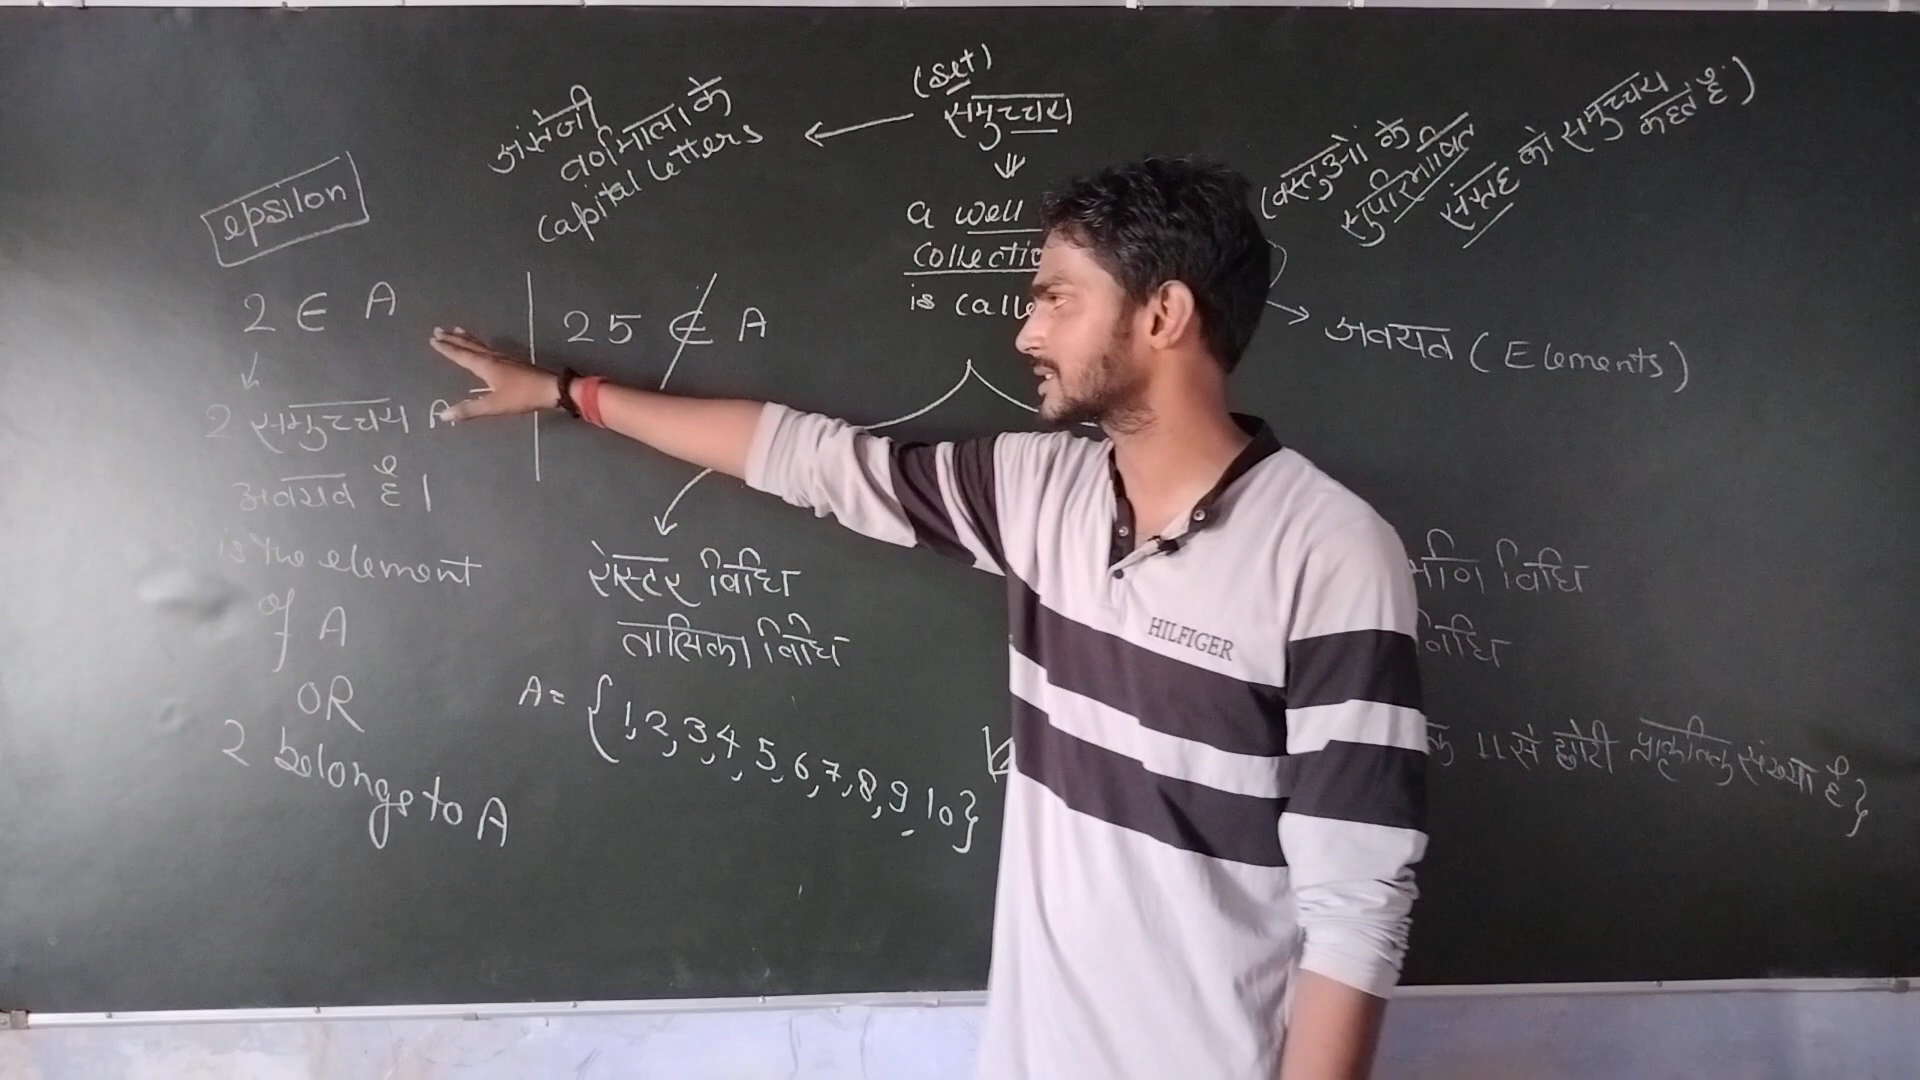 (Set)
समुच्चय
अंग्रेजी
वर्णमाला के
capital letters
a well
collectio
is calle
(वस्तुओं के
सुपरिभाषित
संग्रह को समुच्चय
कहते हैं)
अवयव (Elements)
epsilon
2 ∈ A
25 ∉ A
2 समुच्चय A
अवयव है।
2 is the element
of A
OR
2 belongs to A
रोस्टर विधि
तालिका विधि
A = {1,2,3,4,5,6,7,8,9,10}
विधि
विधि
11 से छोटी प्राकृतिक संख्या है}
HILFIGER